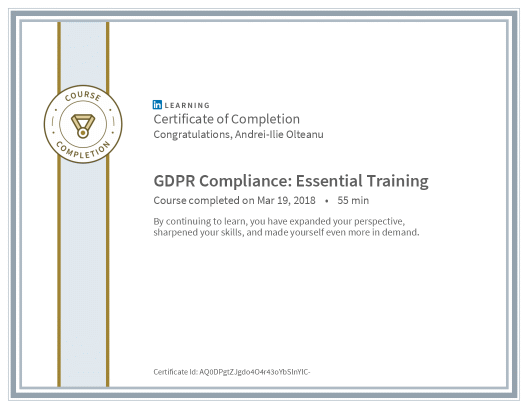 COURSE
COMPLETION
in LEARNING
Certificate of Completion
Congratulations, Andrei-Ilie Olteanu
GDPR Compliance: Essential Training
Course completed on Mar 19, 2018 • 55 min
By continuing to learn, you have expanded your perspective,
sharpened your skills, and made yourself even more in demand.
Certificate Id: AQ0DPgtZJgdo4O4r43oYbSInYIC-